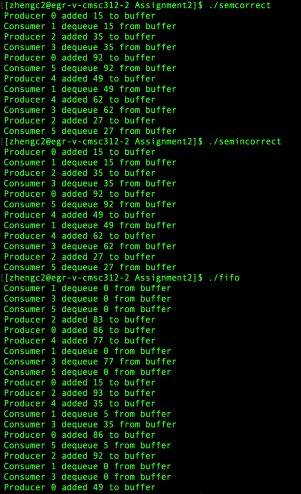 [[zhengc2@egr-v-cmsc312-2 Assignment2]$ ./semcorrect
Producer 0 added 15 to buffer
Consumer 1 dequeue 15 from buffer
Producer 2 added 35 to buffer
Consumer 3 dequeue 35 from buffer
Producer 0 added 92 to buffer
Consumer 5 dequeue 92 from buffer
Producer 4 added 49 to buffer
Consumer 1 dequeue 49 from buffer
Producer 4 added 62 to buffer
Consumer 3 dequeue 62 from buffer
Producer 2 added 27 to buffer
Consumer 5 dequeue 27 from buffer
[[zhengc2@egr-v-cmsc312-2 Assignment2]$ ./semincorrect
Producer 0 added 15 to buffer
Consumer 1 dequeue 15 from buffer
Producer 2 added 35 to buffer
Consumer 3 dequeue 35 from buffer
Producer 0 added 92 to buffer
Consumer 5 dequeue 92 from buffer
Producer 4 added 49 to buffer
Consumer 1 dequeue 49 from buffer
Producer 4 added 62 to buffer
Consumer 3 dequeue 62 from buffer
Producer 2 added 27 to buffer
Consumer 5 dequeue 27 from buffer
[[zhengc2@egr-v-cmsc312-2 Assignment2]$ ./fifo
Consumer 1 dequeue 0 from buffer
Consumer 3 dequeue 0 from buffer
Consumer 5 dequeue 0 from buffer
Producer 2 added 83 to buffer
Producer 0 added 86 to buffer
Producer 4 added 77 to buffer
Consumer 1 dequeue 0 from buffer
Consumer 3 dequeue 77 from buffer
Consumer 5 dequeue 0 from buffer
Producer 0 added 15 to buffer
Producer 2 added 93 to buffer
Producer 4 added 35 to buffer
Consumer 1 dequeue 5 from buffer
Consumer 3 dequeue 35 from buffer
Producer 0 added 86 to buffer
Consumer 5 dequeue 5 from buffer
Producer 2 added 92 to buffer
Consumer 1 dequeue 0 from buffer
Consumer 3 dequeue 0 from buffer
Producer 0 added 49 to buffer